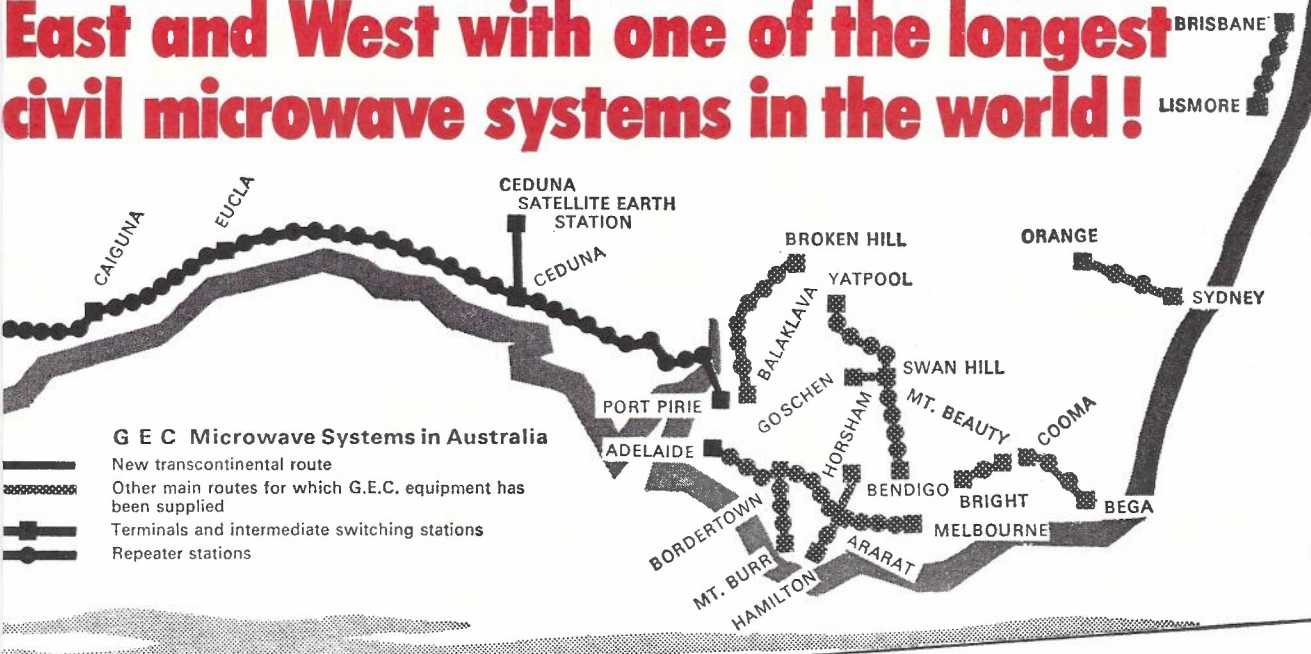 East and West with one of the longest
civil microwave systems in the world!
BRISBANE
LISMORE
CAIGUNA
EUCLA
CEDUNA
SATELLITE EARTH
STATION
CEDUNA
BROKEN HILL
YATPOOL
ORANGE
SYDNEY
BALAKLAVA
SWAN HILL
GOSCHEN
PORT PIRIE
MT. BEAUTY
COOMA
ADELAIDE
HORSHAM
BENDIGO
BRIGHT
BEGA
BORDERTOWN
MELBOURNE
ARARAT
MT. BURR
HAMILTON
G E C Microwave Systems in Australia
New transcontinental route
Other main routes for which G.E.C. equipment has
been supplied
Terminals and intermediate switching stations
Repeater stations